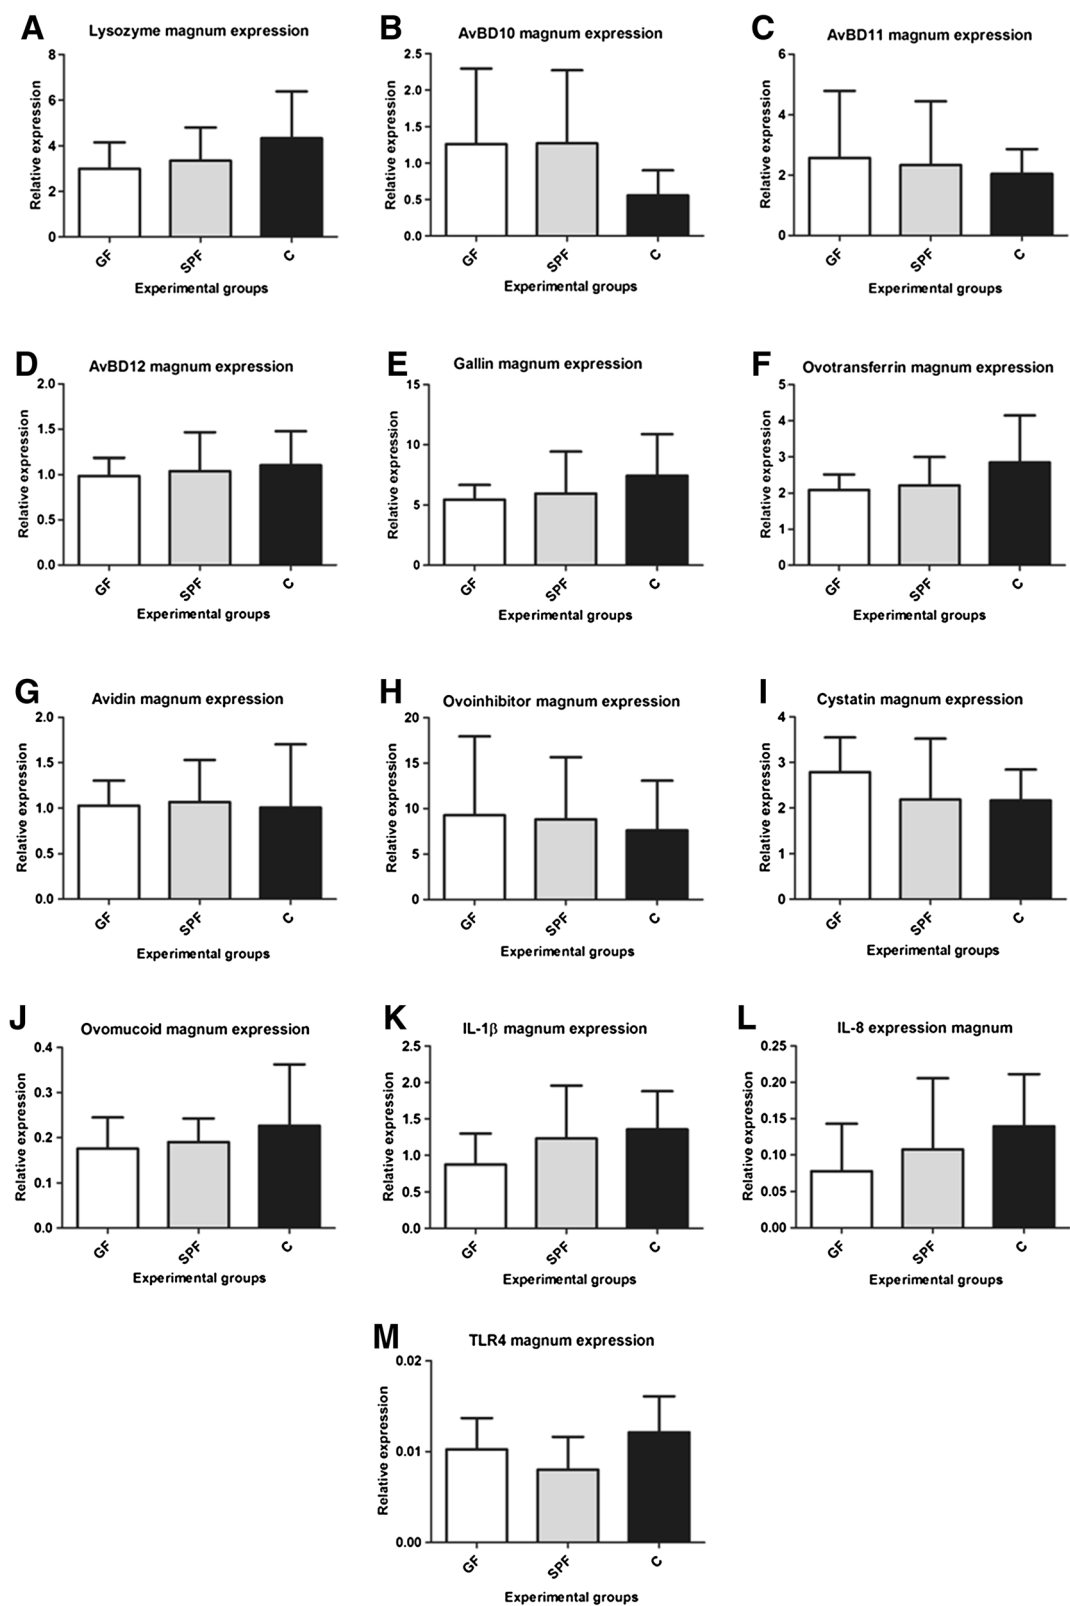 A
Lysozyme magnum expression
Relative expression
8
6
4
2
0
GF
SPF
C
Experimental groups
B
AvBD10 magnum expression
Relative expression
2.5
2.0
1.5
1.0
0.5
0.0
GF
SPF
C
Experimental groups
C
AvBD11 magnum expression
Relative expression
6
4
2
0
GF
SPF
C
Experimental groups
D
AvBD12 magnum expression
Relative expression
2.0
1.5
1.0
0.5
0.0
GF
SPF
C
Experimental groups
E
Gallin magnum expression
Relative expression
15
10
5
0
GF
SPF
C
Experimental groups
F
Ovotransferrin magnum expression
Relative expression
5
4
3
2
1
0
GF
SPF
C
Experimental groups
G
Avidin magnum expression
Relative expression
2.0
1.5
1.0
0.5
0.0
GF
SPF
C
Experimental groups
H
Ovoinhibitor magnum expression
Relative expression
20
15
10
5
0
GF
SPF
C
Experimental groups
I
Cystatin magnum expression
Relative expression
4
3
2
1
0
GF
SPF
C
Experimental groups
J
Ovomucoid magnum expression
Relative expression
0.4
0.3
0.2
0.1
0.0
GF
SPF
C
Experimental groups
K
IL-1β magnum expression
Relative expression
2.5
2.0
1.5
1.0
0.5
0.0
GF
SPF
C
Experimental groups
L
IL-8 expression magnum
Relative expression
0.25
0.20
0.15
0.10
0.05
0.00
GF
SPF
C
Experimental groups
M
TLR4 magnum expression
Relative expression
0.02
0.01
0.00
GF
SPF
C
Experimental groups